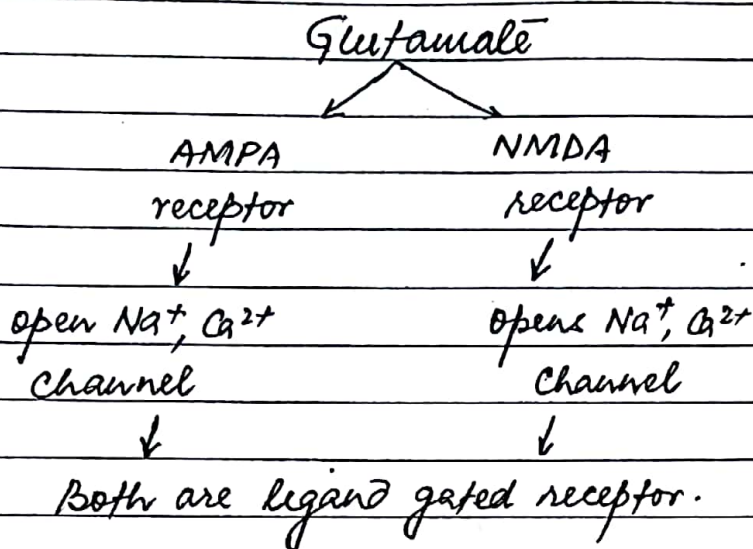 Glutamate
AMPA NMDA
receptor receptor
open Na+, Ca2+ opens Na+, Ca2+
channel channel
Both are ligand gated receptor.